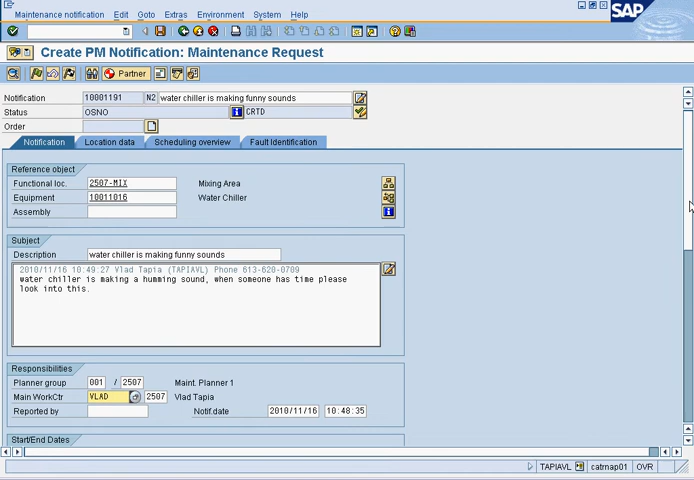 Maintenance notification Edit Goto Extras Environment System Help
SAP
Create PM Notification: Maintenance Request
Partner
Notification 10001191 N2 water chiller is making funny sounds
Status OSNO CRTD
Order
Notification Location data Scheduling overview Fault Identification
Reference object
Functional loc. 2507-MIX Mixing Area
Equipment 10011016 Water Chiller
Assembly
Subject
Description water chiller is making funny sounds
2010/11/16 10:49:27 Vlad Tapia (TAPIAVL) Phone 613-620-0709
water chiller is making a humming sound, when someone has time please
look into this.
Responsibilities
Planner group 001 / 2507 Maint. Planner 1
Main WorkCtr VLAD 2507 Vlad Tapia
Reported by Notif.date 2010/11/16 10:48:35
Start/End Dates
TAPIAVL catrnap01 OVR